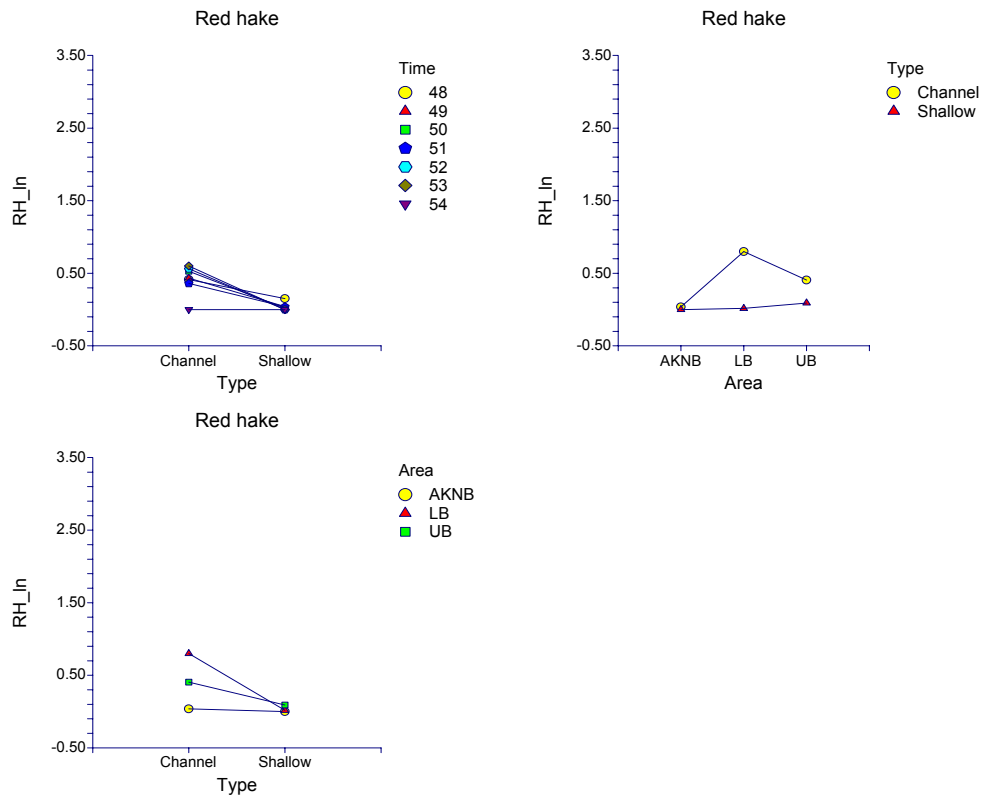 Red hake
3.50
2.50
1.50
0.50
-0.50
RH_ln
Channel Shallow
Type
Time
48
49
50
51
52
53
54
Red hake
3.50
2.50
1.50
0.50
-0.50
RH_ln
AKNB LB UB
Area
Type
Channel
Shallow
Red hake
3.50
2.50
1.50
0.50
-0.50
RH_ln
Channel Shallow
Type
Area
AKNB
LB
UB